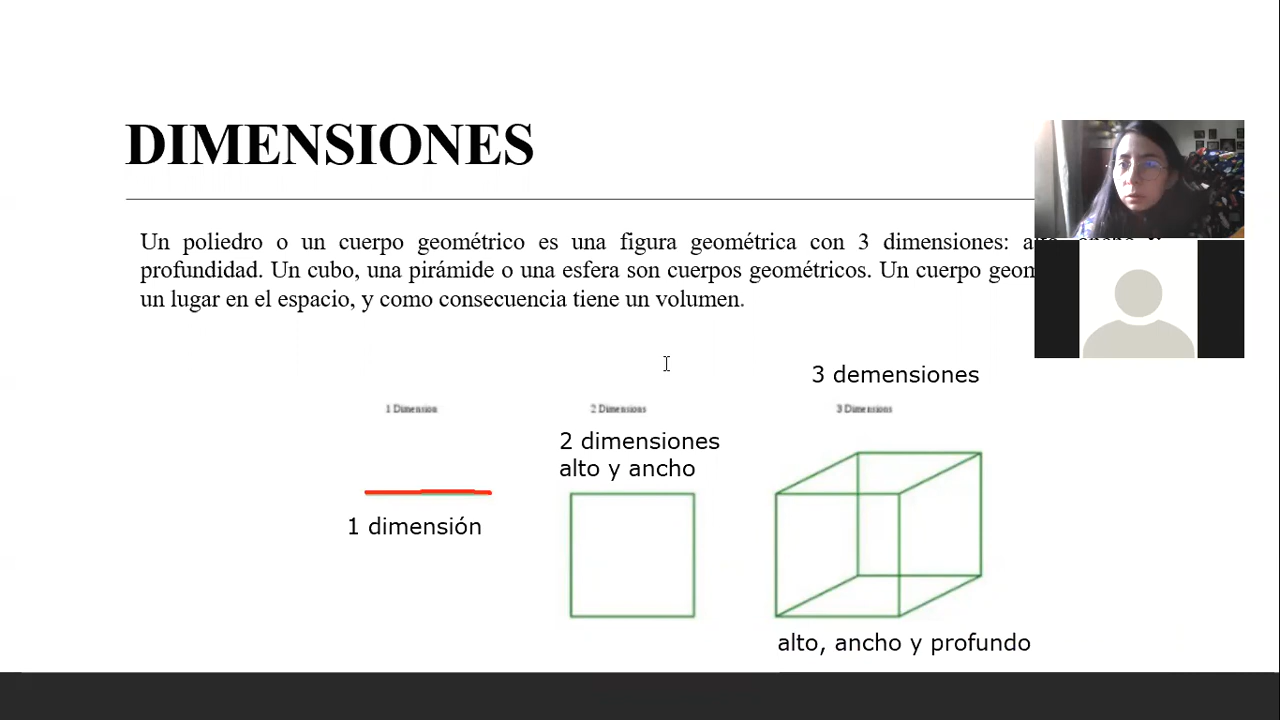 DIMENSIONES
Un poliedro o un cuerpo geométrico es una figura geométrica con 3 dimensiones:
profundidad. Un cubo, una pirámide o una esfera son cuerpos geométricos. Un cuerpo
un lugar en el espacio, y como consecuencia tiene un volumen.
3 demensiones
1 Dimension
2 Dimensions
3 Dimensions
2 dimensiones
alto y ancho
1 dimensión
alto, ancho y profundo